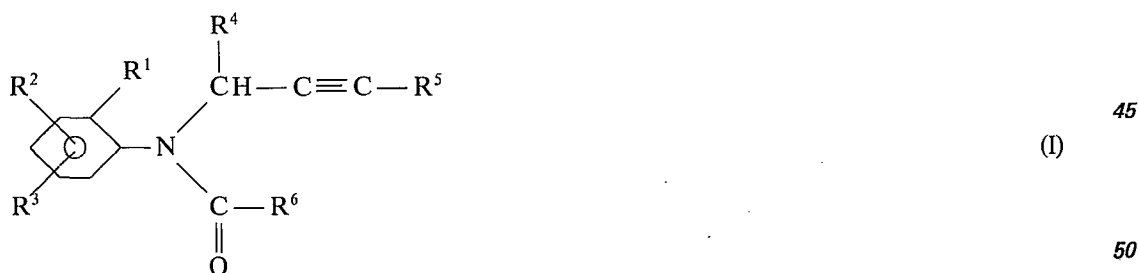 R⁴
R² R¹ CH — C≡C — R⁵
45
N (I)
R³ C — R⁶
50
O